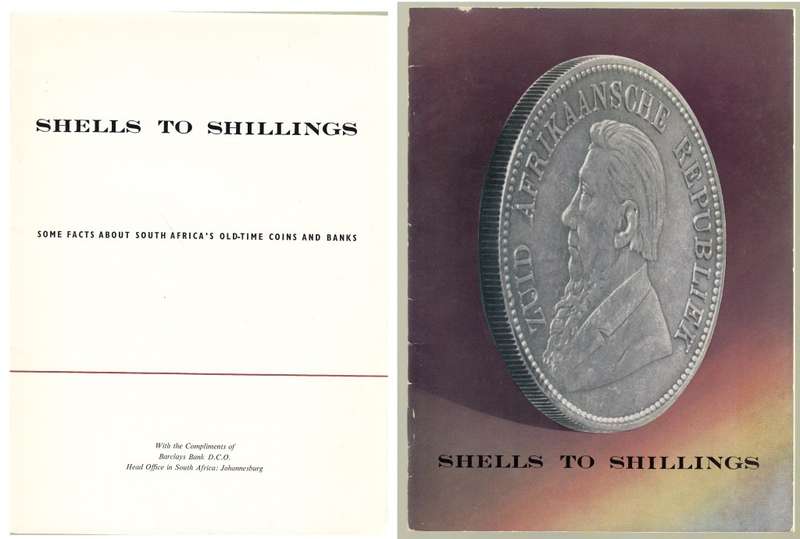 SHELLS TO SHILLINGS
SOME FACTS ABOUT SOUTH AFRICA'S OLD-TIME COINS AND BANKS
With the Compliments of
Barclays Bank D.C.O.
Head Office in South Africa: Johannesburg
ZUID AFRIKAANSCHE REPUBLIEK
SHELLS TO SHILLINGS